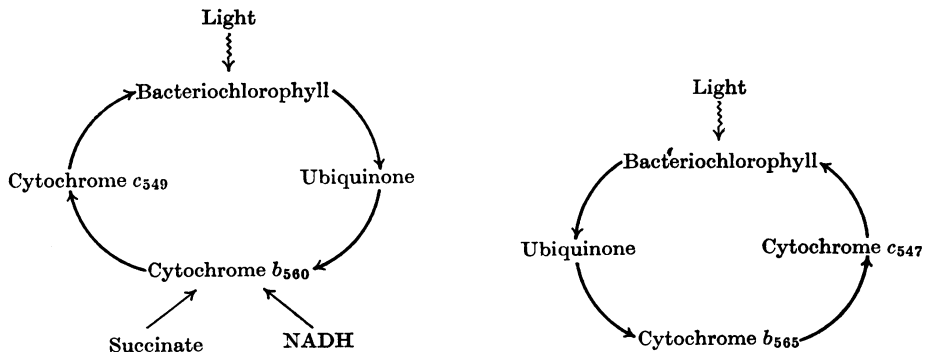 Light
Bacteriochlorophyll
Cytochrome c₅₄₉
Ubiquinone
Cytochrome b₅₆₀
Succinate
NADH
Light
Bacteriochlorophyll
Ubiquinone
Cytochrome c₅₄₇
Cytochrome b₅₆₅